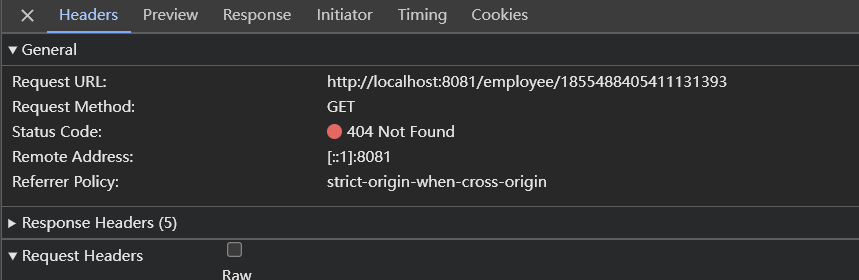 Headers Preview Response Initiator Timing Cookies
General
Request URL: http://localhost:8081/employee/1855488405411131393
Request Method: GET
Status Code: 404 Not Found
Remote Address: [::1]:8081
Referrer Policy: strict-origin-when-cross-origin
Response Headers (5)
Request Headers
Raw